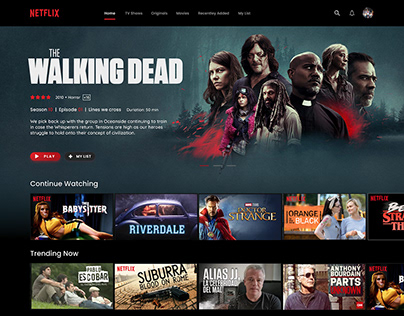 NETFLIX
Home
TV Shows
Originals
Movies
Recently Added
My List
THE
WALKING DEAD
2010 • Horror
Season
Episode
Lines we cross
Duration: 50 min
We pick back up with the group in Oceanside continuing to train
in case the Whisperers return. Tensions are high as our heroes
struggle to hold onto their concept of civilization.
PLAY
+ MY LIST
Continue Watching
NETFLIX
THE
BABYSITTER
RIVERDALE
DOCTOR
STRANGE
NETFLIX
ORANGE
IS THE NEW
BLACK
NETFLIX
Trending Now
PABLO
ESCOBAR
NETFLIX
SUBURRA
BLOOD ON ROME
ALIAS JJ,
LA CELEBRIDAD
DEL MAL
ANTHONY
BOURDAIN
PARTS
UNKNOWN
NETFLIX
BABYSITTER